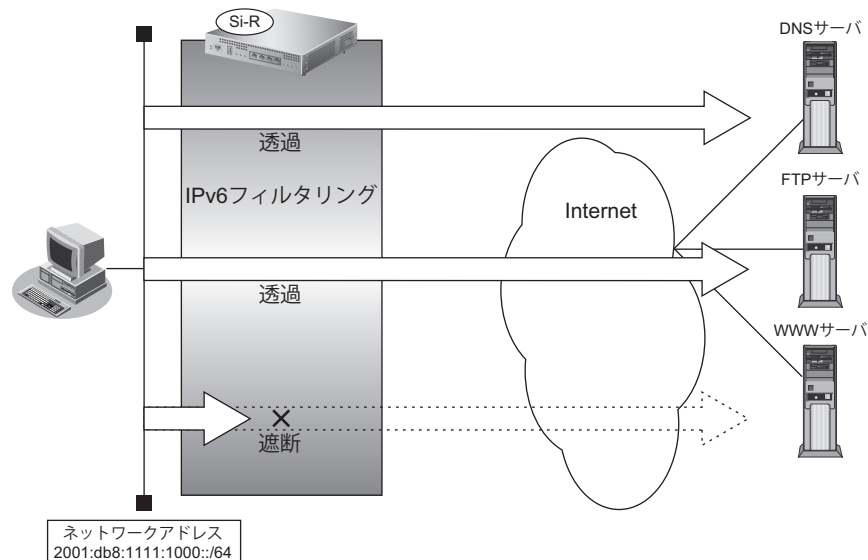 Si-R
DNSサーバ
透過
IPv6フィルタリング
Internet
FTPサーバ
透過
WWWサーバ
×
遮断
ネットワークアドレス
2001:db8:1111:1000::/64